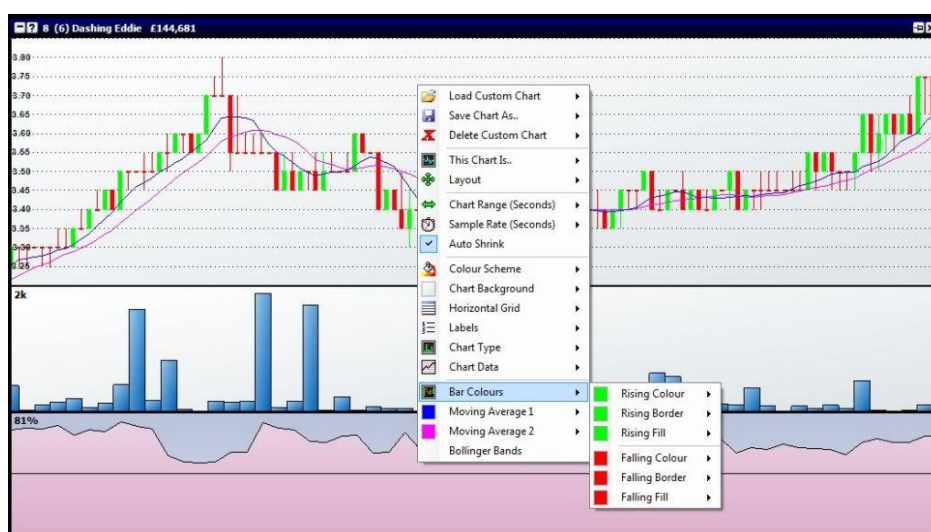 8 (6) Dashing Eddie £144,681
3.80
3.75
3.65
3.60
3.55
3.50
3.45
3.40
3.35
3.30
3.25
2k
81%
Load Custom Chart
Save Chart As..
Delete Custom Chart
This Chart Is..
Layout
Chart Range (Seconds)
Sample Rate (Seconds)
Auto Shrink
Colour Scheme
Chart Background
Horizontal Grid
Labels
Chart Type
Chart Data
Bar Colours
Moving Average 1
Moving Average 2
Bollinger Bands
Rising Colour
Rising Border
Rising Fill
Falling Colour
Falling Border
Falling Fill